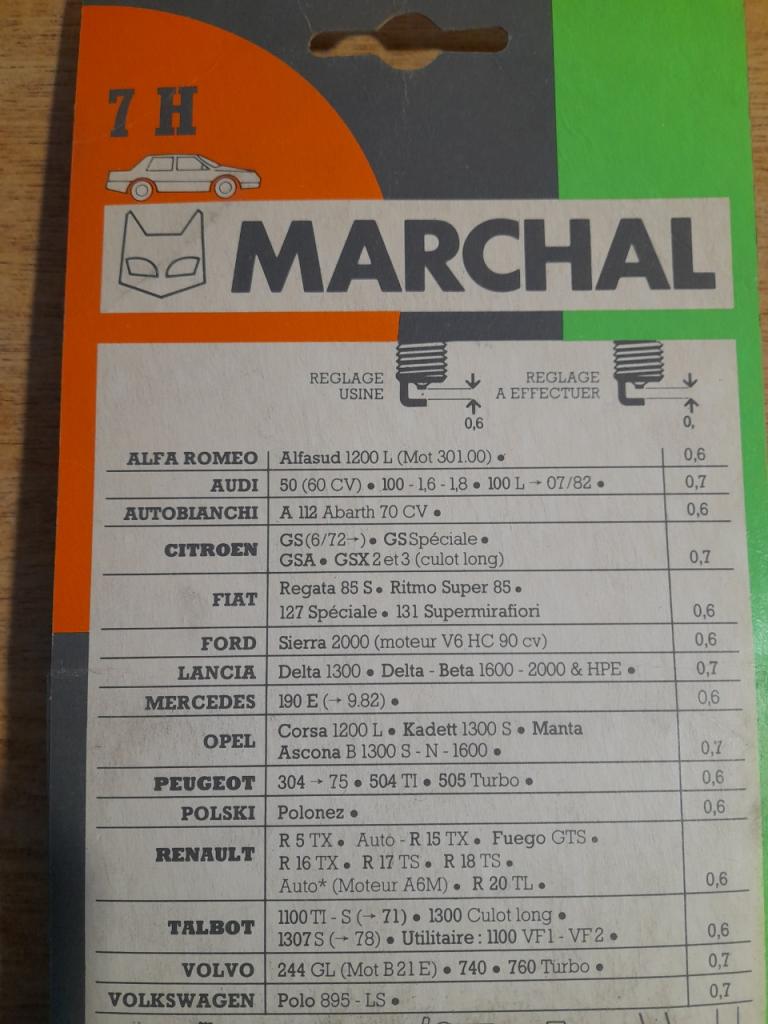 7 H
MARCHAL
REGLAGE USINE
0,6
REGLAGE A EFFECTUER
0,
ALFA ROMEO Alfasud 1200 L (Mot 301.00) • 0,6
AUDI 50 (60 CV) • 100 - 1,6 - 1,8 • 100 L → 07/82 • 0,7
AUTOBIANCHI A 112 Abarth 70 CV • 0,6
CITROEN GS (6/72→) • GS Spéciale •
GSA • GSX 2 et 3 (culot long) 0,7
FIAT Regata 85 S • Ritmo Super 85 •
127 Spéciale • 131 Supermirafiori 0,6
FORD Sierra 2000 (moteur V6 HC 90 cv) 0,6
LANCIA Delta 1300 • Delta - Beta 1600 - 2000 & HPE • 0,7
MERCEDES 190 E (→ 9.82) • 0,6
OPEL Corsa 1200 L • Kadett 1300 S • Manta
Ascona B 1300 S - N - 1600 • 0,7
PEUGEOT 304 → 75 • 504 TI • 505 Turbo • 0,6
POLSKI Polonez • 0,6
RENAULT R 5 TX • Auto - R 15 TX • Fuego GTS •
R 16 TX • R 17 TS • R 18 TS •
Auto* (Moteur A6M) • R 20 TL • 0,6
TALBOT 1100 TI - S (→ 71) • 1300 Culot long •
1307 S (→ 78) • Utilitaire : 1100 VF1 - VF2 • 0,6
VOLVO 244 GL (Mot B 21 E) • 740 • 760 Turbo • 0,7
VOLKSWAGEN Polo 895 - LS • 0,7